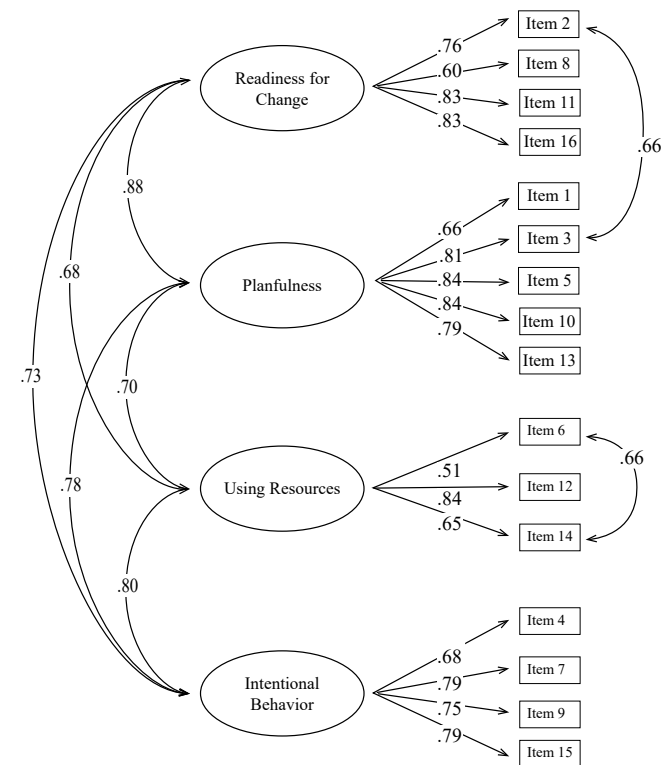 Item 2
.76
Readiness for
Change
.60
Item 8
.83
Item 11
.83
Item 16
.66
.88
Item 1
.66
Item 3
.81
.68
Planfulness
.84
Item 5
.84
Item 10
.79
Item 13
.73
.70
Item 6
.51
.66
.78
Using Resources
.84
Item 12
.65
Item 14
.80
Item 4
.68
Item 7
Intentional
Behavior
.79
.75
Item 9
.79
Item 15